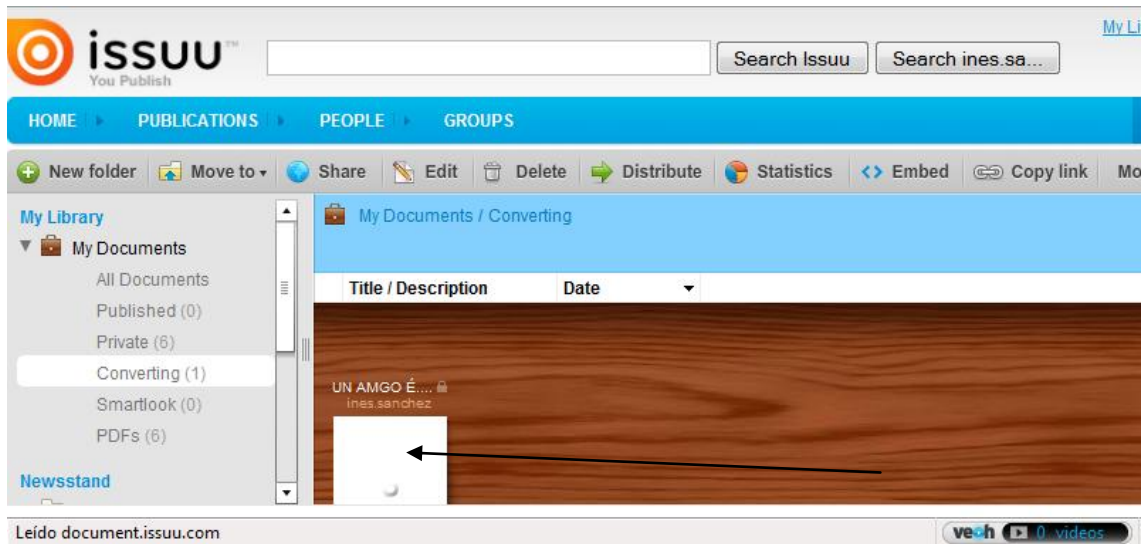 My Li
issuu™
You Publish
Search Issuu Search ines.sa...
HOME PUBLICATIONS PEOPLE GROUPS
New folder Move to Share Edit Delete Distribute Statistics Embed Copy link Mo
My Library
My Documents
All Documents
Published (0)
Private (6)
Converting (1)
Smartlook (0)
PDFs (6)
Newsstand
My Documents / Converting
Title / Description Date
UN AMGO É....
ines.sanchez
Leído document.issuu.com
veoh 0 videos